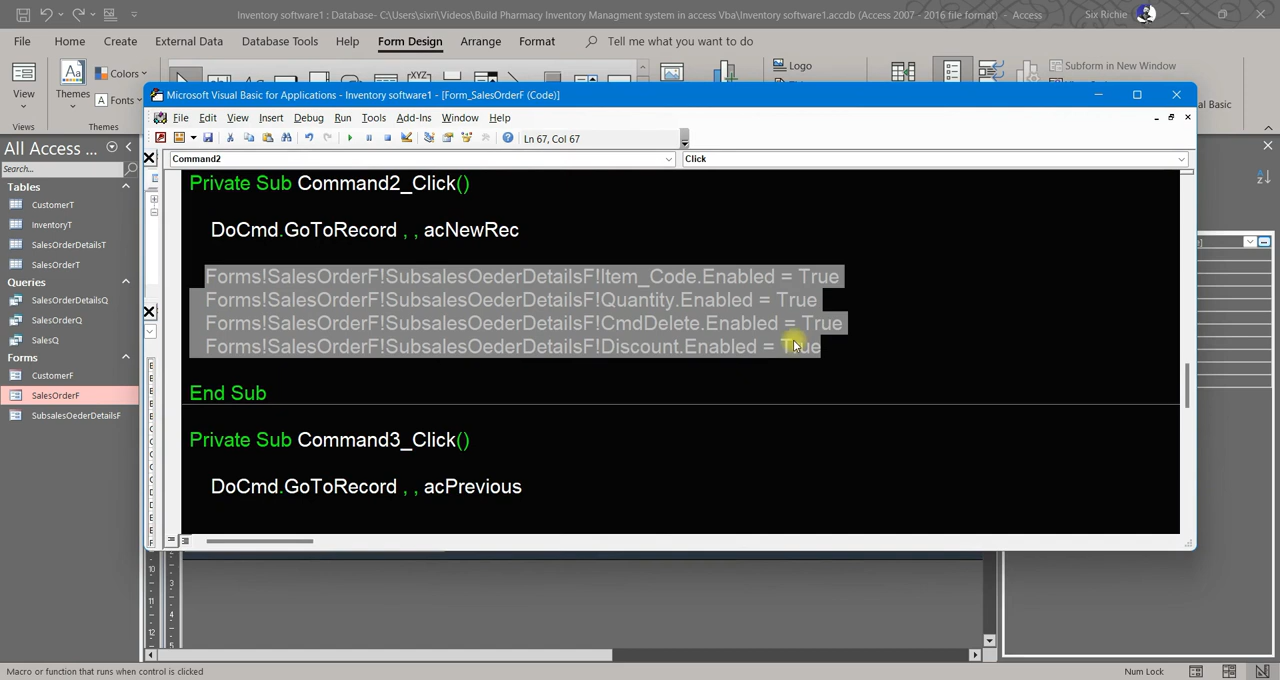 Inventory software1 : Database- C:\Users\sixri\Videos\Build Pharmacy Inventory Managment system in access Vba\Inventory software1.accdb (Access 2007 - 2016 file format) - Access
Six Richie
File Home Create External Data Database Tools Help Form Design Arrange Format Tell me what you want to do
View
Views
Themes
Colors
Fonts
Themes
XYZ
Logo
Subform in New Window
Microsoft Visual Basic for Applications - Inventory software1 - [Form_SalesOrderF (Code)]
File Edit View Insert Debug Run Tools Add-Ins Window Help
Ln 67, Col 67
Command2
Click
All Access ...
Search...
Tables
CustomerT
InventoryT
SalesOrderDetailsT
SalesOrderT
Queries
SalesOrderDetailsQ
SalesOrderQ
SalesQ
Forms
CustomerF
SalesOrderF
SubsalesOederDetailsF
Private Sub Command2_Click()
DoCmd.GoToRecord , , acNewRec
Forms!SalesOrderF!SubsalesOederDetailsF!Item_Code.Enabled = True
Forms!SalesOrderF!SubsalesOederDetailsF!Quantity.Enabled = True
Forms!SalesOrderF!SubsalesOederDetailsF!CmdDelete.Enabled = True
Forms!SalesOrderF!SubsalesOederDetailsF!Discount.Enabled = True
End Sub
Private Sub Command3_Click()
DoCmd.GoToRecord , , acPrevious
10
11
12
3
4
5
Macro or function that runs when control is clicked
Num Lock